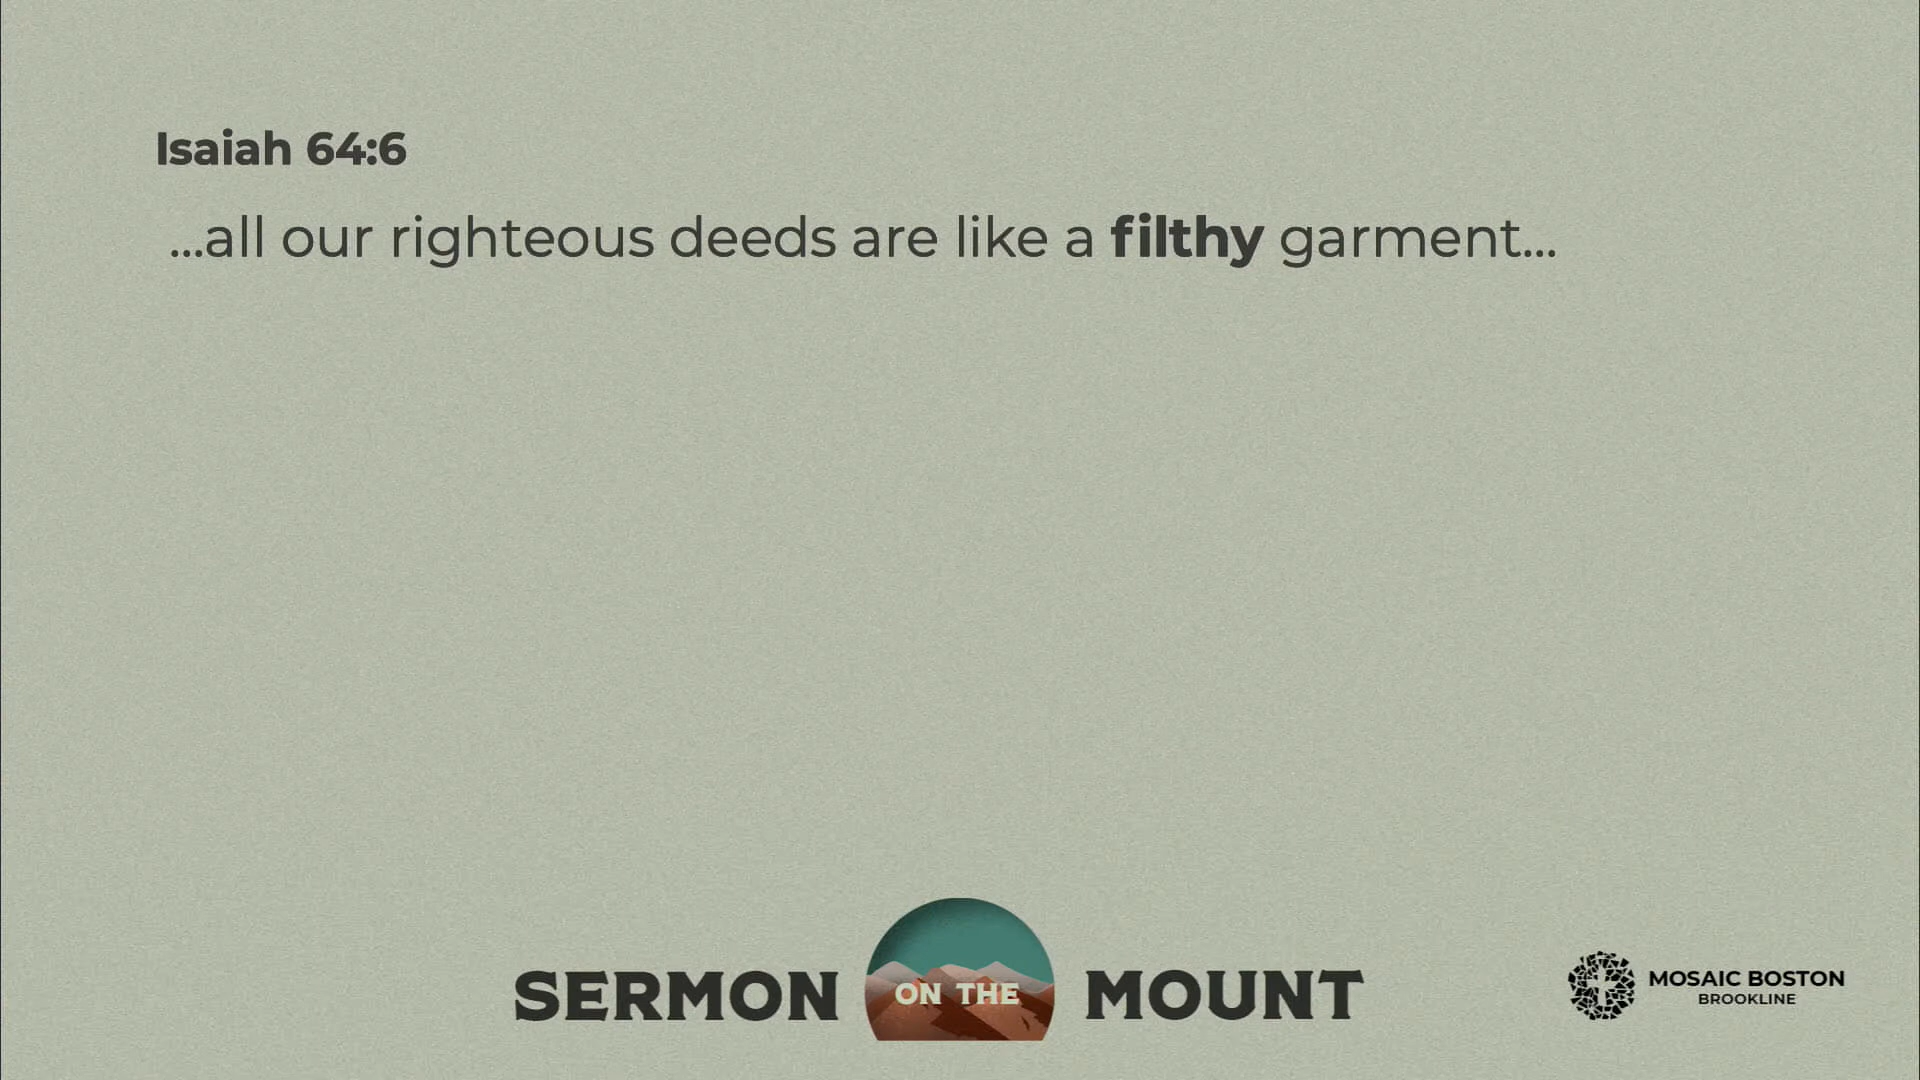 Isaiah 64:6
...all our righteous deeds are like a filthy garment...
SERMON ON THE MOUNT
MOSAIC BOSTON
BROOKLINE